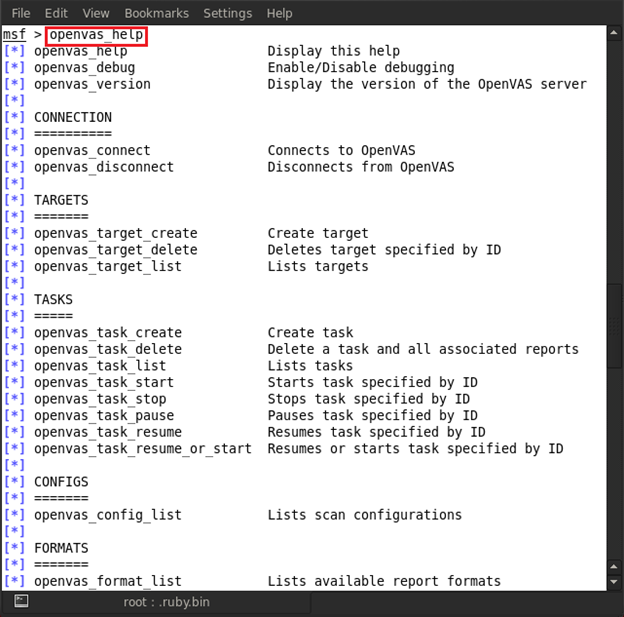 File Edit View Bookmarks Settings Help
msf > openvas_help
[*] openvas_help Display this help
[*] openvas_debug Enable/Disable debugging
[*] openvas_version Display the version of the OpenVAS server
[*]
[*] CONNECTION
[*] ==========
[*] openvas_connect Connects to OpenVAS
[*] openvas_disconnect Disconnects from OpenVAS
[*]
[*] TARGETS
[*] =======
[*] openvas_target_create Create target
[*] openvas_target_delete Deletes target specified by ID
[*] openvas_target_list Lists targets
[*]
[*] TASKS
[*] =====
[*] openvas_task_create Create task
[*] openvas_task_delete Delete a task and all associated reports
[*] openvas_task_list Lists tasks
[*] openvas_task_start Starts task specified by ID
[*] openvas_task_stop Stops task specified by ID
[*] openvas_task_pause Pauses task specified by ID
[*] openvas_task_resume Resumes task specified by ID
[*] openvas_task_resume_or_start Resumes or starts task specified by ID
[*]
[*] CONFIGS
[*] =======
[*] openvas_config_list Lists scan configurations
[*]
[*] FORMATS
[*] =======
[*] openvas_format_list Lists available report formats
root : .ruby.bin